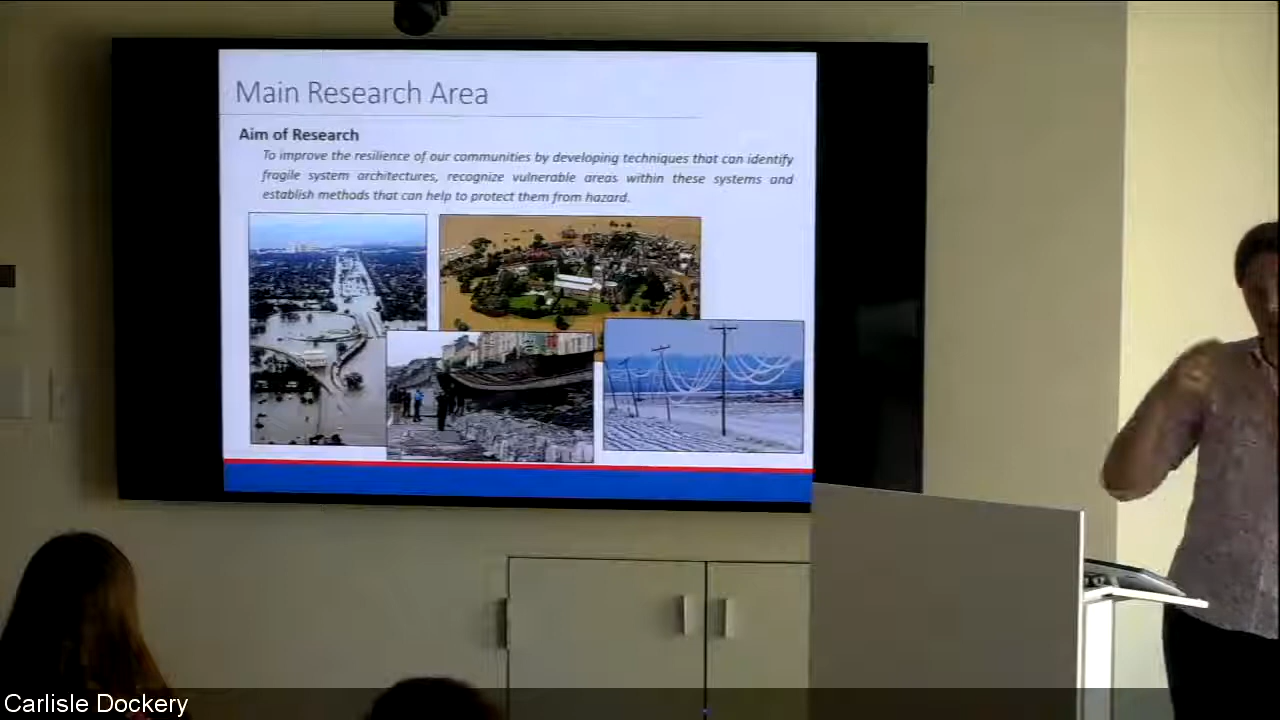 Main Research Area
Aim of Research
To improve the resilience of our communities by developing techniques that can identify
fragile system architectures, recognize vulnerable areas within these systems and
establish methods that can help to protect them from hazard.
Carlisle Dockery